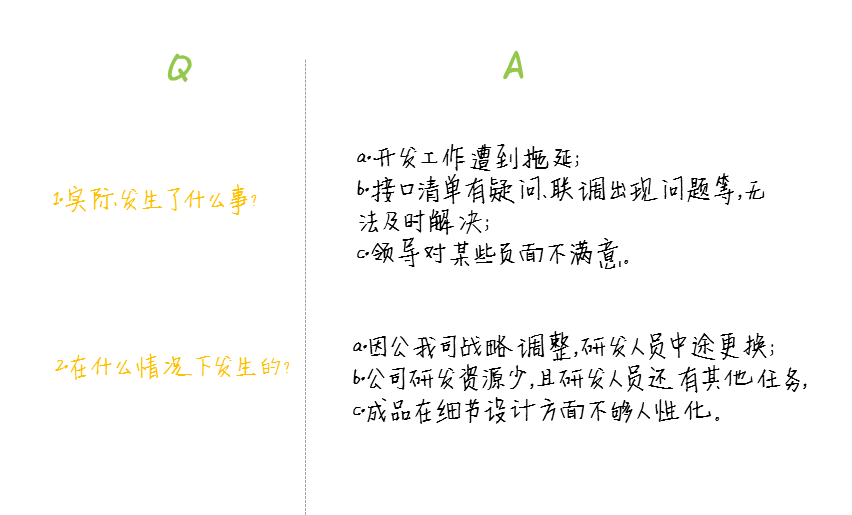 Q
A
1.实际发生了什么事?
a.开发工作遭到拖延;
b.接口清单有疑问、联调出现问题等,无
法及时解决;
c.领导对某些页面不满意。
2.在什么情况下发生的?
a.因公我司战略调整,研发人员中途更换;
b.公司研发资源少,且研发人员还有其他任务,
c.成品在细节设计方面不够人性化。